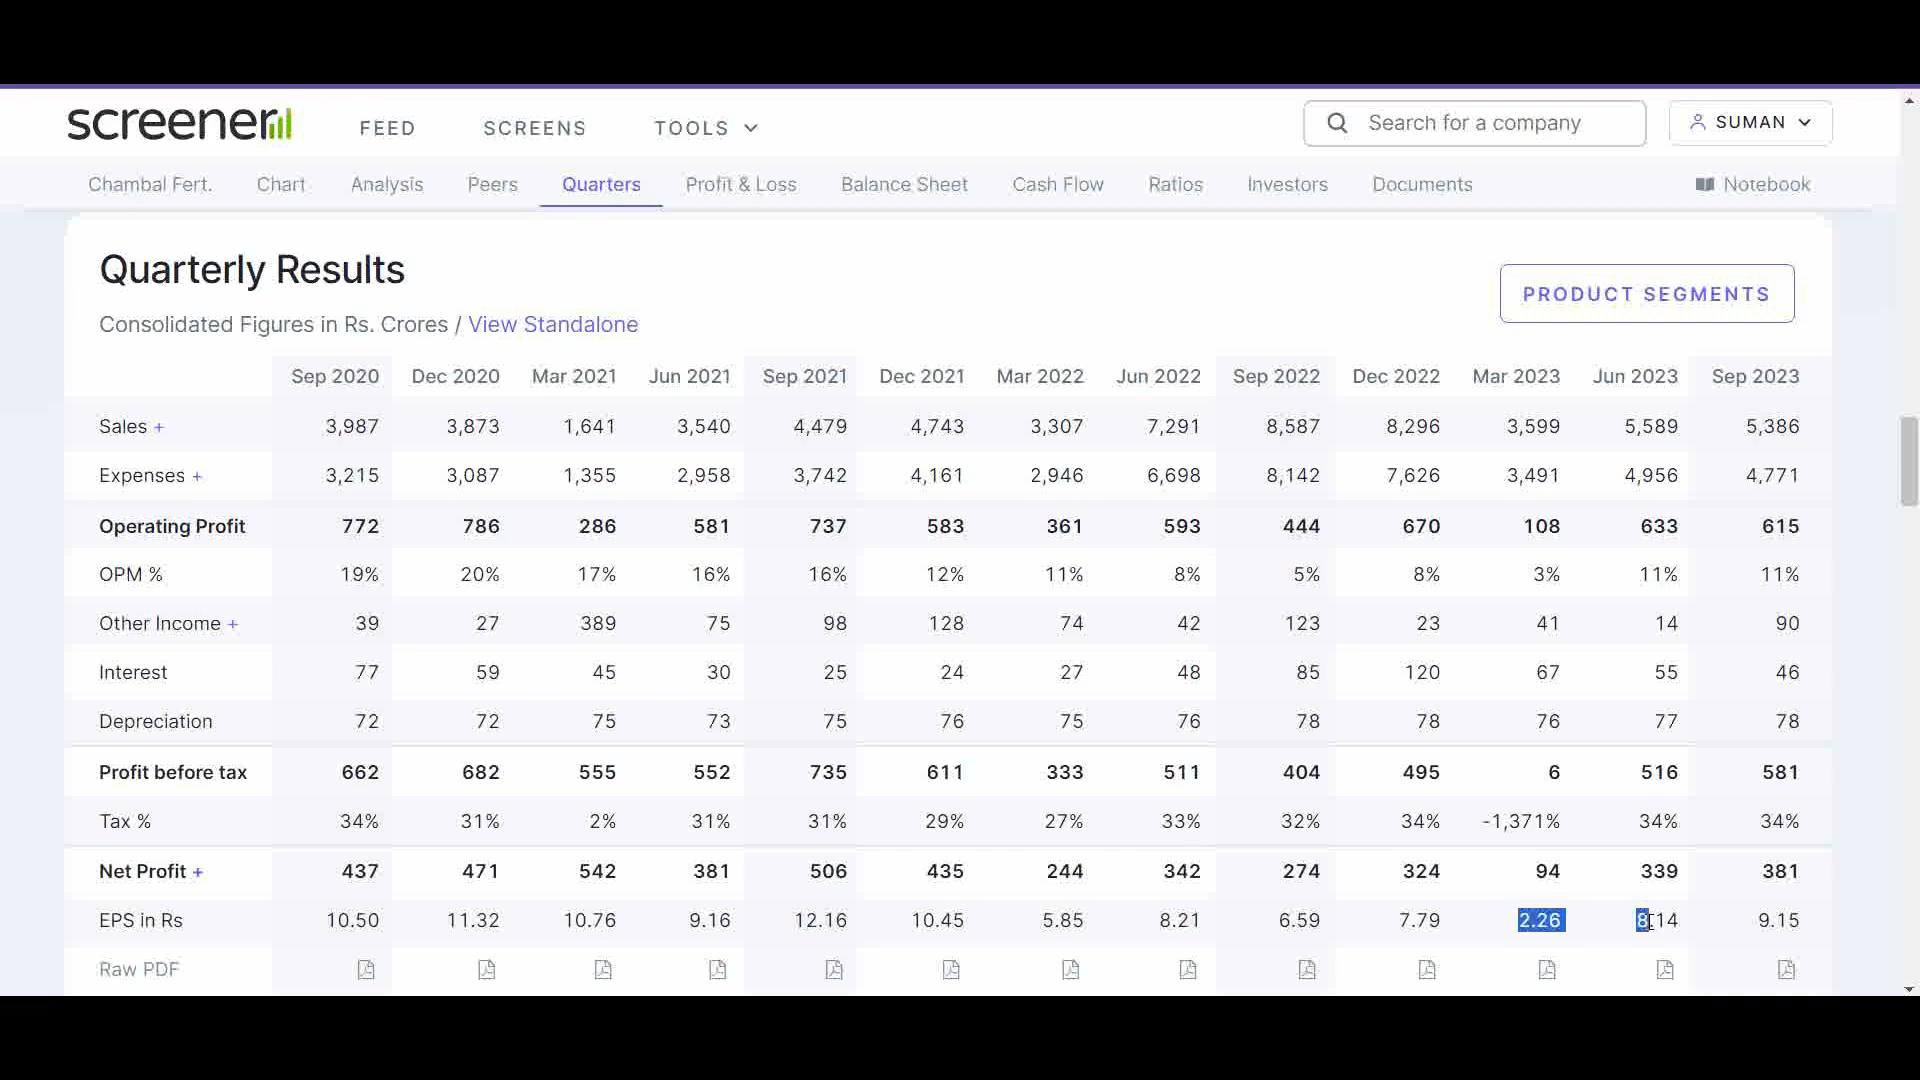 screener
FEED SCREENS TOOLS
Search for a company
SUMAN
Chambal Fert. Chart Analysis Peers Quarters Profit & Loss Balance Sheet Cash Flow Ratios Investors Documents Notebook
Quarterly Results
PRODUCT SEGMENTS
Consolidated Figures in Rs. Crores / View Standalone
Sep 2020 Dec 2020 Mar 2021 Jun 2021 Sep 2021 Dec 2021 Mar 2022 Jun 2022 Sep 2022 Dec 2022 Mar 2023 Jun 2023 Sep 2023
Sales + 3,987 3,873 1,641 3,540 4,479 4,743 3,307 7,291 8,587 8,296 3,599 5,589 5,386
Expenses + 3,215 3,087 1,355 2,958 3,742 4,161 2,946 6,698 8,142 7,626 3,491 4,956 4,771
Operating Profit 772 786 286 581 737 583 361 593 444 670 108 633 615
OPM % 19% 20% 17% 16% 16% 12% 11% 8% 5% 8% 3% 11% 11%
Other Income + 39 27 389 75 98 128 74 42 123 23 41 14 90
Interest 77 59 45 30 25 24 27 48 85 120 67 55 46
Depreciation 72 72 75 73 75 76 75 76 78 78 76 77 78
Profit before tax 662 682 555 552 735 611 333 511 404 495 6 516 581
Tax % 34% 31% 2% 31% 31% 29% 27% 33% 32% 34% -1,371% 34% 34%
Net Profit + 437 471 542 381 506 435 244 342 274 324 94 339 381
EPS in Rs 10.50 11.32 10.76 9.16 12.16 10.45 5.85 8.21 6.59 7.79 2.26 8.14 9.15
Raw PDF